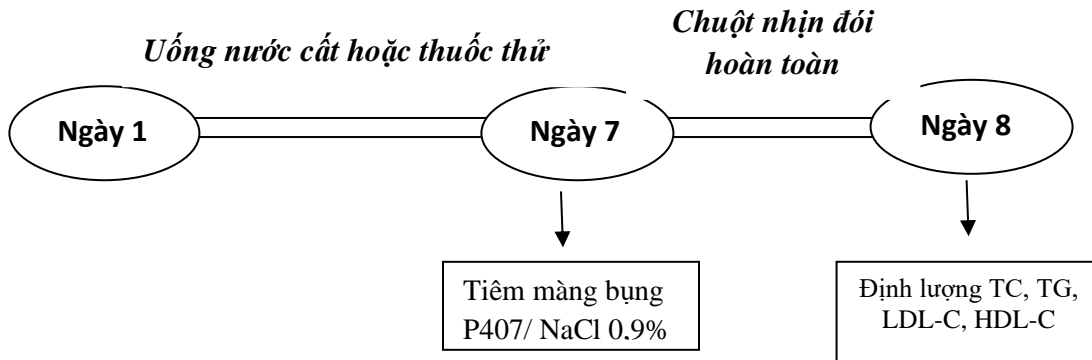 Uống nước cất hoặc thuốc thử
Chuột nhịn đói
hoàn toàn
Ngày 1
Ngày 7
Ngày 8
Tiêm màng bụng
P407/ NaCl 0,9%
Định lượng TC, TG,
LDL-C, HDL-C